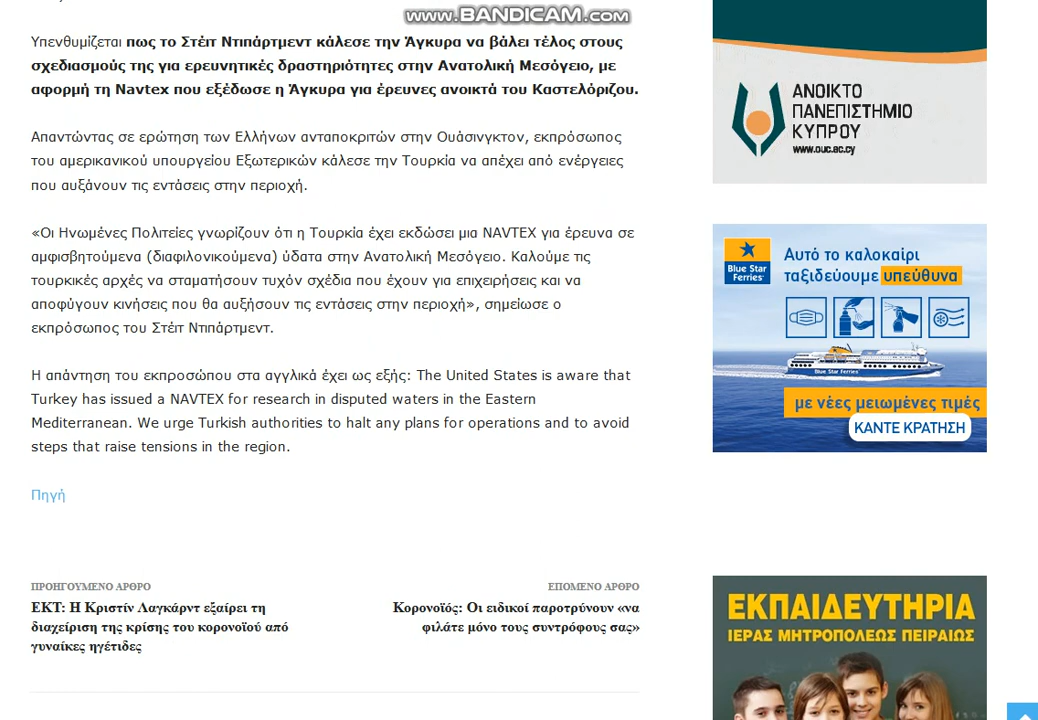 www.BANDICAM.com
Υπενθυμίζεται πως το Στέιτ Ντιπάρτμεντ κάλεσε την Άγκυρα να βάλει τέλος στους
σχεδιασμούς της για ερευνητικές δραστηριότητες στην Ανατολική Μεσόγειο, με
αφορμή τη Navtex που εξέδωσε η Άγκυρα για έρευνες ανοικτά του Καστελόριζου.
Απαντώντας σε ερώτηση των Ελλήνων ανταποκριτών στην Ουάσινγκτον, εκπρόσωπος
του αμερικανικού υπουργείου Εξωτερικών κάλεσε την Τουρκία να απέχει από ενέργειες
που αυξάνουν τις εντάσεις στην περιοχή.
«Οι Ηνωμένες Πολιτείες γνωρίζουν ότι η Τουρκία έχει εκδώσει μια NAVTEX για έρευνα σε
αμφισβητούμενα (διαφιλονικούμενα) ύδατα στην Ανατολική Μεσόγειο. Καλούμε τις
τουρκικές αρχές να σταματήσουν τυχόν σχέδια που έχουν για επιχειρήσεις και να
αποφύγουν κινήσεις που θα αυξήσουν τις εντάσεις στην περιοχή», σημείωσε ο
εκπρόσωπος του Στέιτ Ντιπάρτμεντ.
Η απάντηση του εκπροσώπου στα αγγλικά έχει ως εξής: The United States is aware that
Turkey has issued a NAVTEX for research in disputed waters in the Eastern
Mediterranean. We urge Turkish authorities to halt any plans for operations and to avoid
steps that raise tensions in the region.
Πηγή
ΠΡΟΗΓΟΥΜΕΝΟ ΑΡΘΡΟ
ΕΚΤ: Η Κριστίν Λαγκάρντ εξαίρει τη
διαχείριση της κρίσης του κορονοϊού από
γυναίκες ηγέτιδες
ΕΠΟΜΕΝΟ ΑΡΘΡΟ
Κορονοϊός: Οι ειδικοί παροτρύνουν «να
φιλάτε μόνο τους συντρόφους σας»
ΑΝΟΙΚΤΟ
ΠΑΝΕΠΙΣΤΗΜΙΟ
ΚΥΠΡΟΥ
www.ouc.ac.cy
Blue Star
Ferries
Αυτό το καλοκαίρι
ταξιδεύουμε υπεύθυνα
Blue Star Ferries
με νέες μειωμένες τιμές
ΚΑΝΤΕ ΚΡΑΤΗΣΗ
ΕΚΠΑΙΔΕΥΤΗΡΙΑ
ΙΕΡΑΣ ΜΗΤΡΟΠΟΛΕΩΣ ΠΕΙΡΑΙΩΣ